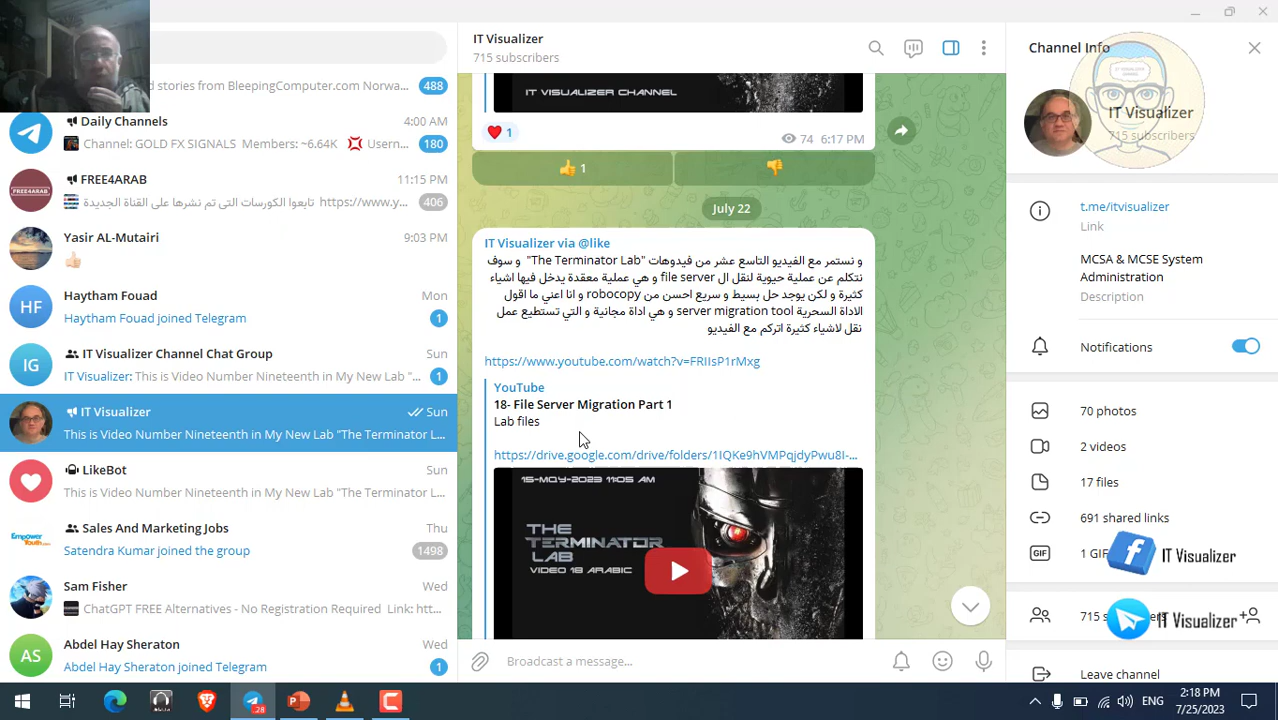 d stories from BleepingComputer.com Norwa...
488
Daily Channels
4:00 AM
Channel: GOLD FX SIGNALS Members: ~6.64K 💢 Usern...
180
FREE4ARAB
11:15 PM
تابعوا الكورسات التى تم نشرها على القناة الجديدة https://www.y...
406
Yasir AL-Mutairi
9:03 PM
👍🏻
HF
Haytham Fouad
Mon
Haytham Fouad joined Telegram
1
IG
IT Visualizer Channel Chat Group
Sun
IT Visualizer: This is Video Number Nineteenth in My New Lab "...
1
IT Visualizer
Sun
This is Video Number Nineteenth in My New Lab "The Terminator L...
LikeBot
Sun
This is Video Number Nineteenth in My New Lab "The Terminator L...
Sales And Marketing Jobs
Thu
Satendra Kumar joined the group
1498
Sam Fisher
Wed
ChatGPT FREE Alternatives - No Registration Required Link: htt...
AS
Abdel Hay Sheraton
Wed
Abdel Hay Sheraton joined Telegram
1
IT Visualizer
715 subscribers
IT VISUALIZER CHANNEL
❤️ 1
74 6:17 PM
👍 1
👎
July 22
IT Visualizer via @like
و نستمر مع الفيديو التاسع عشر من فيدوهات "The Terminator Lab" و سوف
نتكلم عن عملية حيوية لنقل ال file server و هي عملية معقدة يدخل فيها اشياء
كثيرة و لكن يوجد حل بسيط و سريع احسن من robocopy و انا اعني ما اقول
الاداة السحرية server migration tool و هي اداة مجانية و التي تستطيع عمل
نقل لاشياء كثيرة اتركم مع الفيديو
https://www.youtube.com/watch?v=FRIIsP1rMxg
YouTube
18- File Server Migration Part 1
Lab files
https://drive.google.com/drive/folders/1IQKe9hVMPqjdyPwu8I-...
15-MAY-2023 11:05 AM
THE
TERMINATOR
LAB
VIDEO 18 ARABIC
Broadcast a message...
Channel Info
IT VISUALIZER
CHANNEL
IT Visualizer
715 subscribers
t.me/itvisualizer
Link
MCSA & MCSE System
Administration
Description
Notifications
70 photos
2 videos
17 files
691 shared links
GIF
1 GIF
IT Visualizer
715
IT Visualizer
Leave channel
28
ENG
2:18 PM
7/25/2023